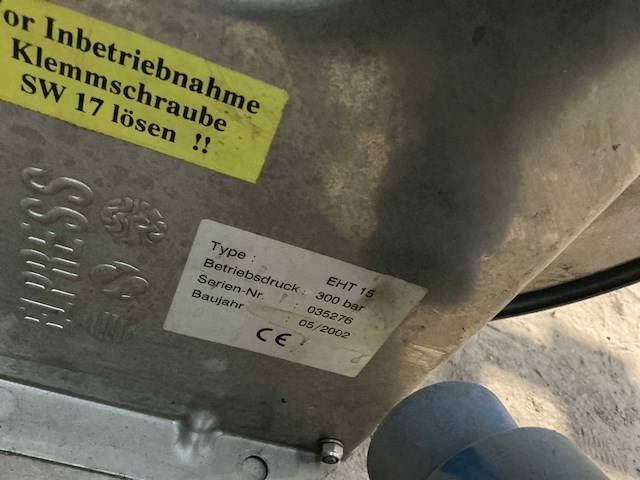 or Inbetriebnahme
Klemmschraube
SW 17 lösen !!
ELPRESS
Type : EHT 15
Betriebsdruck : 300 bar
Serien-Nr. : 035276
Baujahr : 05/2002
CE